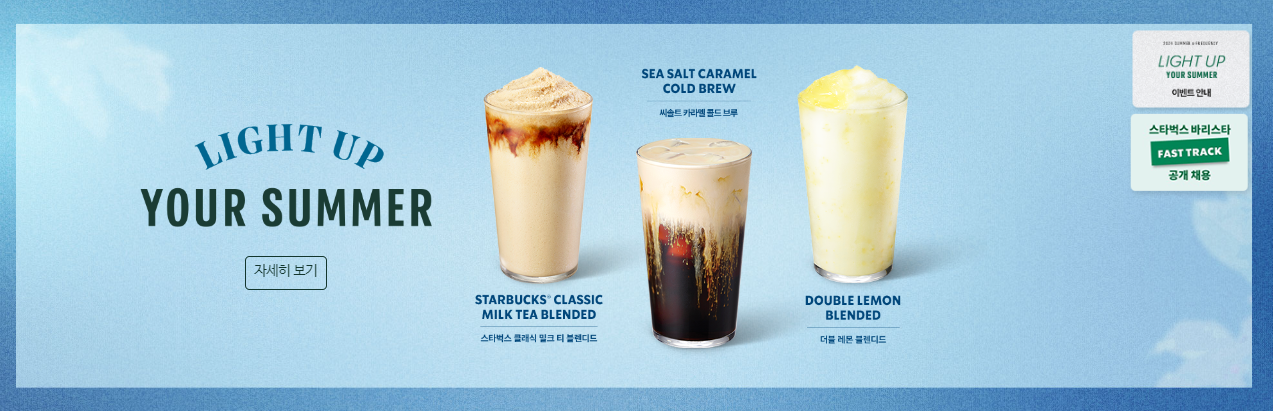 LIGHT UP
YOUR SUMMER
자세히 보기
STARBUCKS® CLASSIC
MILK TEA BLENDED
스타벅스 클래식 밀크 티 블렌디드
SEA SALT CARAMEL
COLD BREW
씨솔트 카라멜 콜드 브루
DOUBLE LEMON
BLENDED
더블 레몬 블렌디드
SUMMER e-FREQUENCY
LIGHT UP
YOUR SUMMER
이벤트 안내
스타벅스 바리스타
FAST TRACK
공개 채용